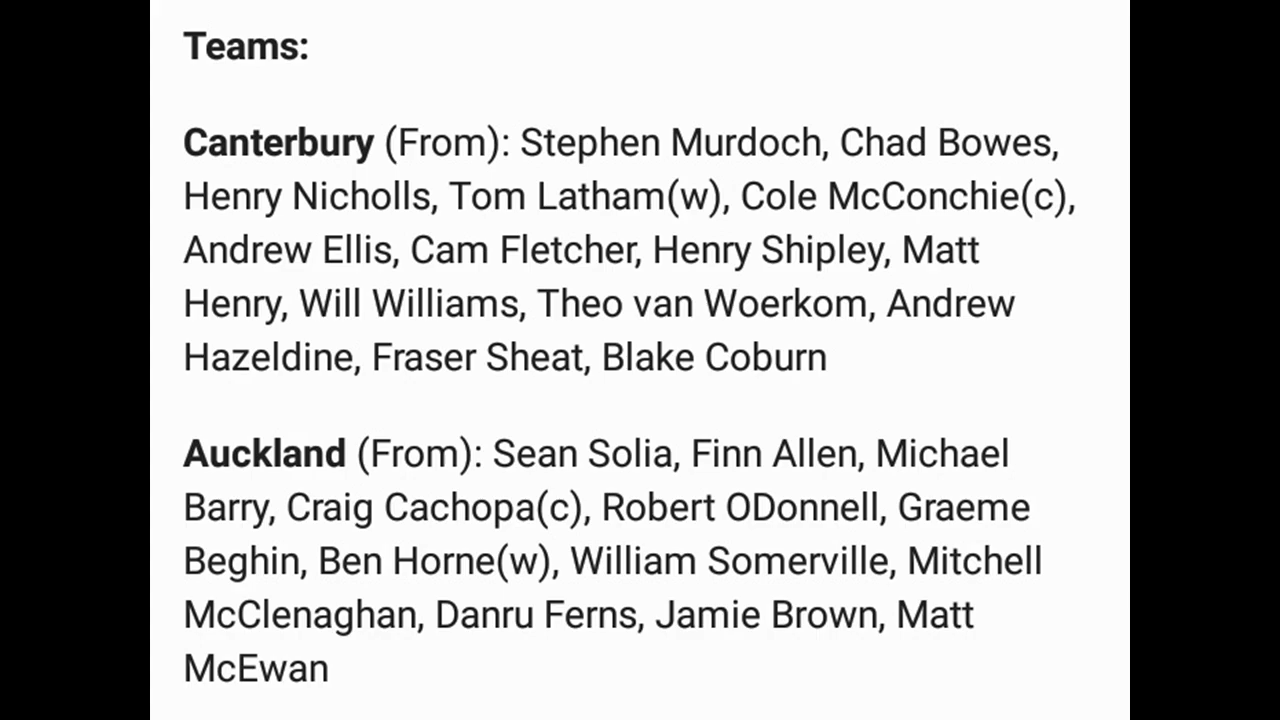 Teams:
Canterbury (From): Stephen Murdoch, Chad Bowes,
Henry Nicholls, Tom Latham(w), Cole McConchie(c),
Andrew Ellis, Cam Fletcher, Henry Shipley, Matt
Henry, Will Williams, Theo van Woerkom, Andrew
Hazeldine, Fraser Sheat, Blake Coburn
Auckland (From): Sean Solia, Finn Allen, Michael
Barry, Craig Cachopa(c), Robert ODonnell, Graeme
Beghin, Ben Horne(w), William Somerville, Mitchell
McClenaghan, Danru Ferns, Jamie Brown, Matt
McEwan